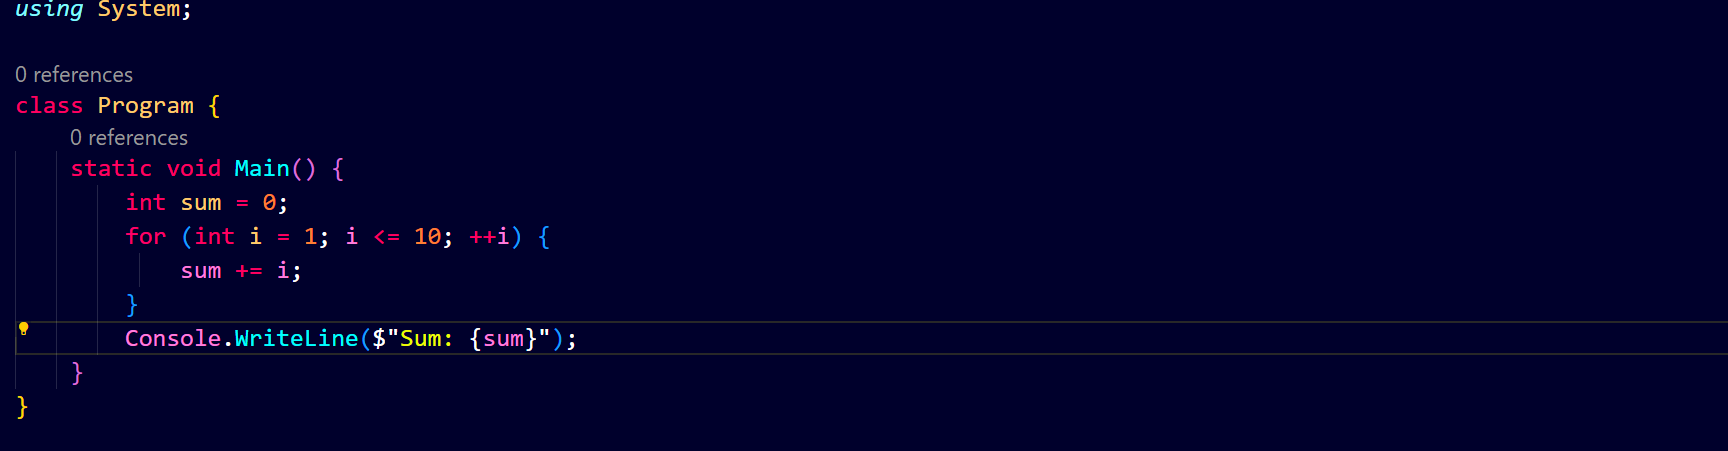 using System;
0 references
class Program {
0 references
static void Main() {
int sum = 0;
for (int i = 1; i <= 10; ++i) {
sum += i;
}
Console.WriteLine($"Sum: {sum}");
}
}